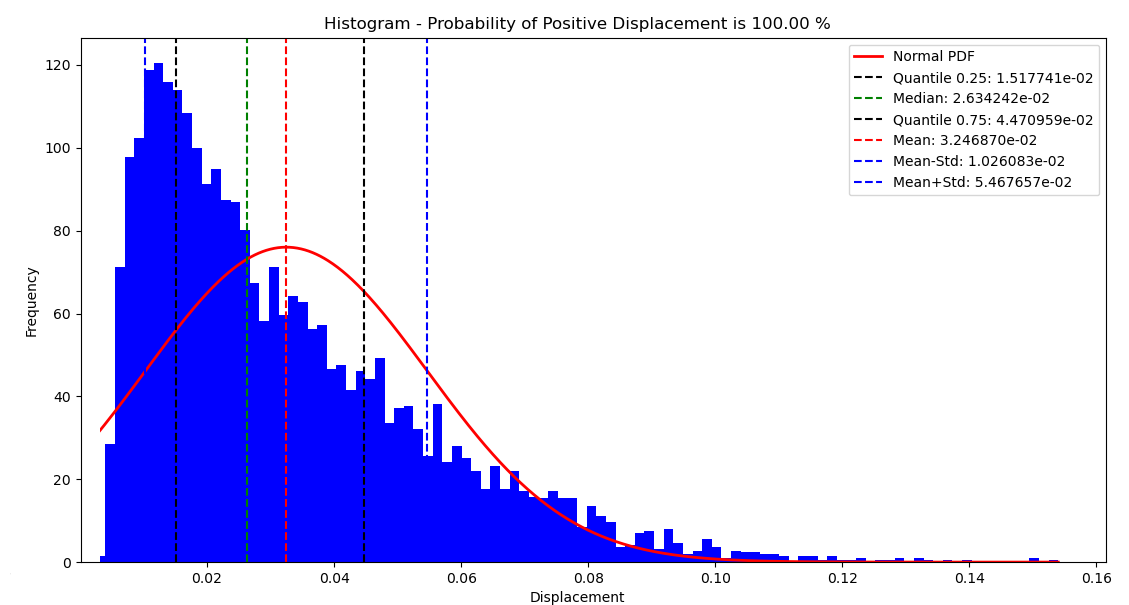 Histogram - Probability of Positive Displacement is 100.00 %
Normal PDF
Quantile 0.25: 1.517741e-02
Median: 2.634242e-02
Quantile 0.75: 4.470959e-02
Mean: 3.246870e-02
Mean-Std: 1.026083e-02
Mean+Std: 5.467657e-02
Frequency
120
100
80
60
40
20
0
0.02 0.04 0.06 0.08 0.10 0.12 0.14 0.16
Displacement